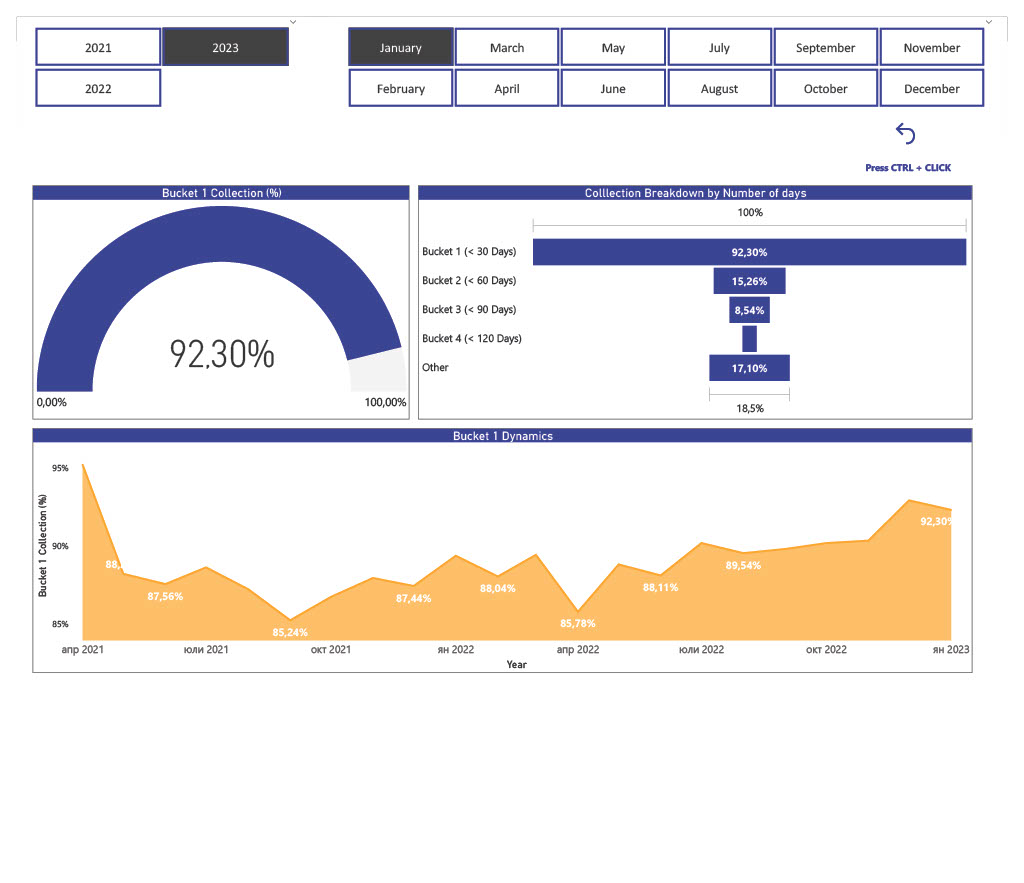 2021
2023
January
March
May
July
September
November
2022
February
April
June
August
October
December
Press CTRL + CLICK
Bucket 1 Collection (%)
92,30%
0,00%
100,00%
Colllection Breakdown by Number of days
100%
Bucket 1 (< 30 Days)
92,30%
Bucket 2 (< 60 Days)
15,26%
Bucket 3 (< 90 Days)
8,54%
Bucket 4 (< 120 Days)
Other
17,10%
18,5%
Bucket 1 Dynamics
Bucket 1 Collection (%)
95%
90%
85%
88,
87,56%
85,24%
87,44%
88,04%
85,78%
88,11%
89,54%
92,30%
апр 2021
юли 2021
окт 2021
ян 2022
апр 2022
юли 2022
окт 2022
ян 2023
Year